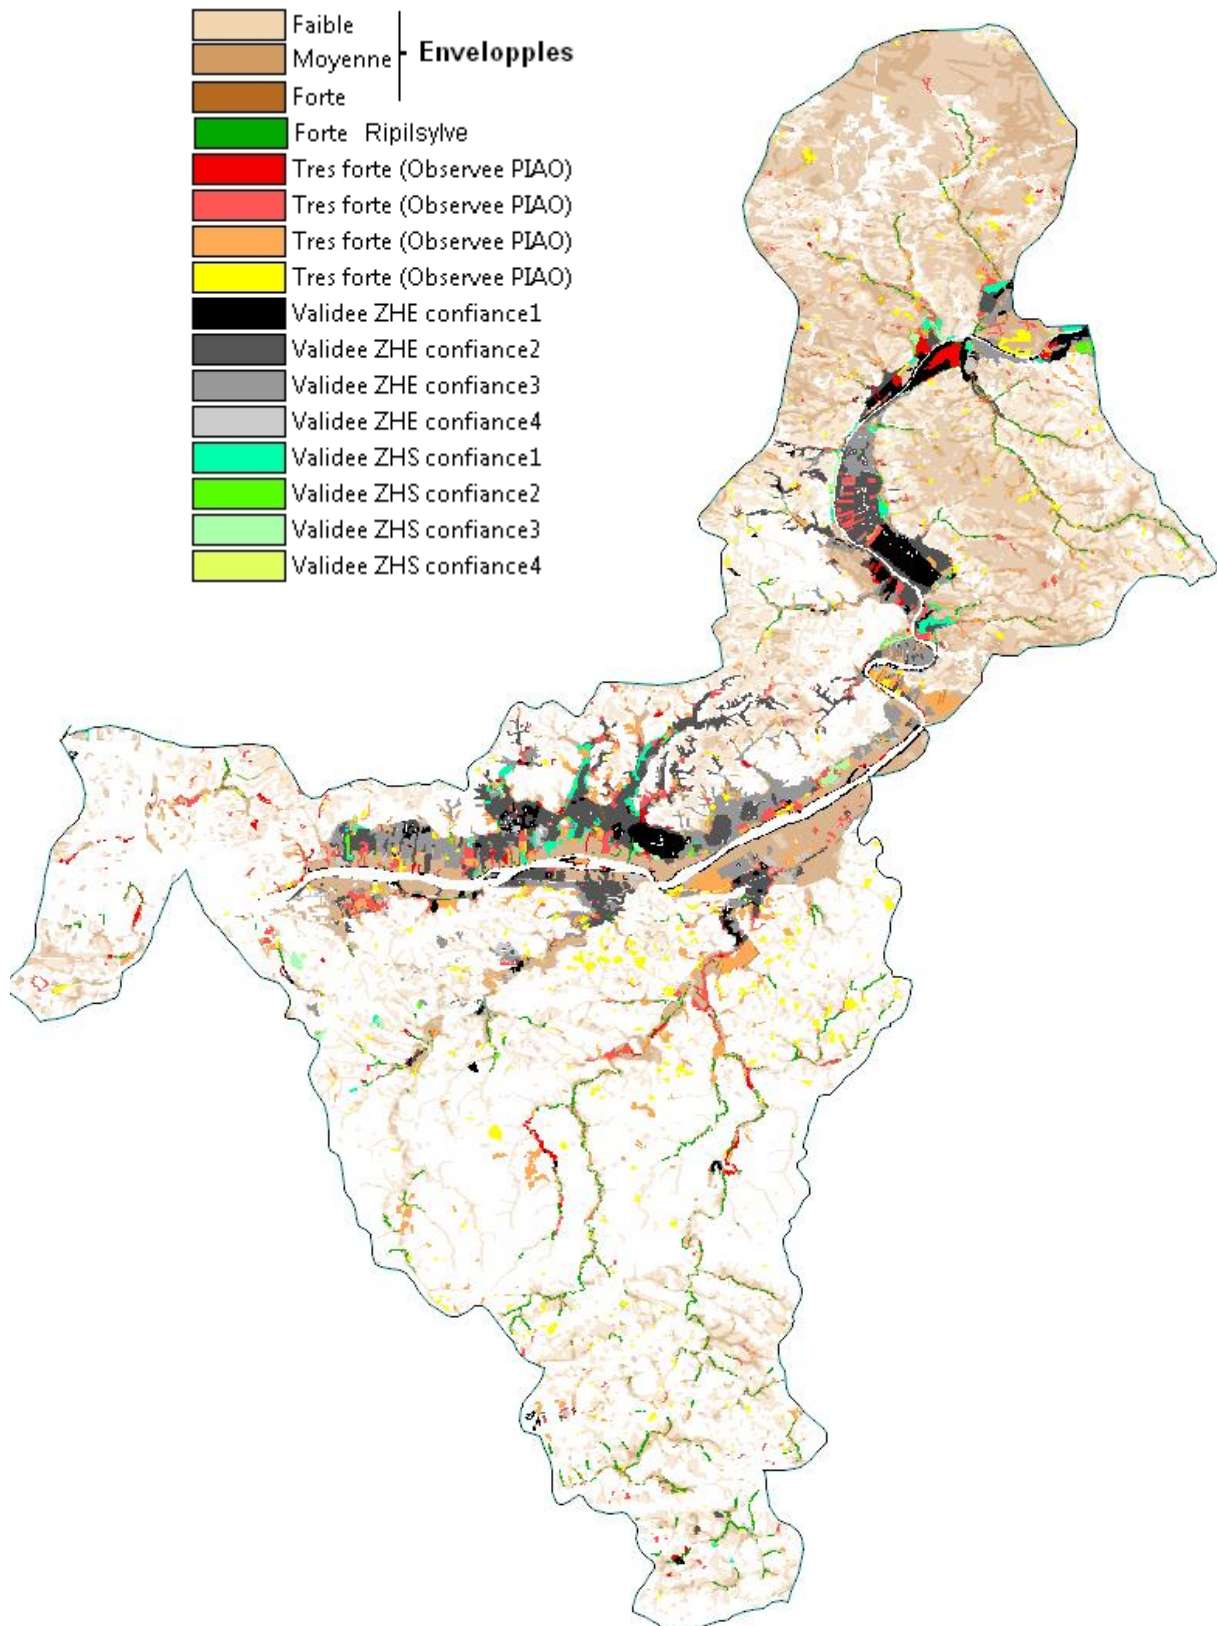 Faible
Moyenne
Envelopples
Forte
Forte Ripilsylve
Tres forte (Observee PIAO)
Tres forte (Observee PIAO)
Tres forte (Observee PIAO)
Tres forte (Observee PIAO)
Validee ZHE confiance1
Validee ZHE confiance2
Validee ZHE confiance3
Validee ZHE confiance4
Validee ZHS confiance1
Validee ZHS confiance2
Validee ZHS confiance3
Validee ZHS confiance4